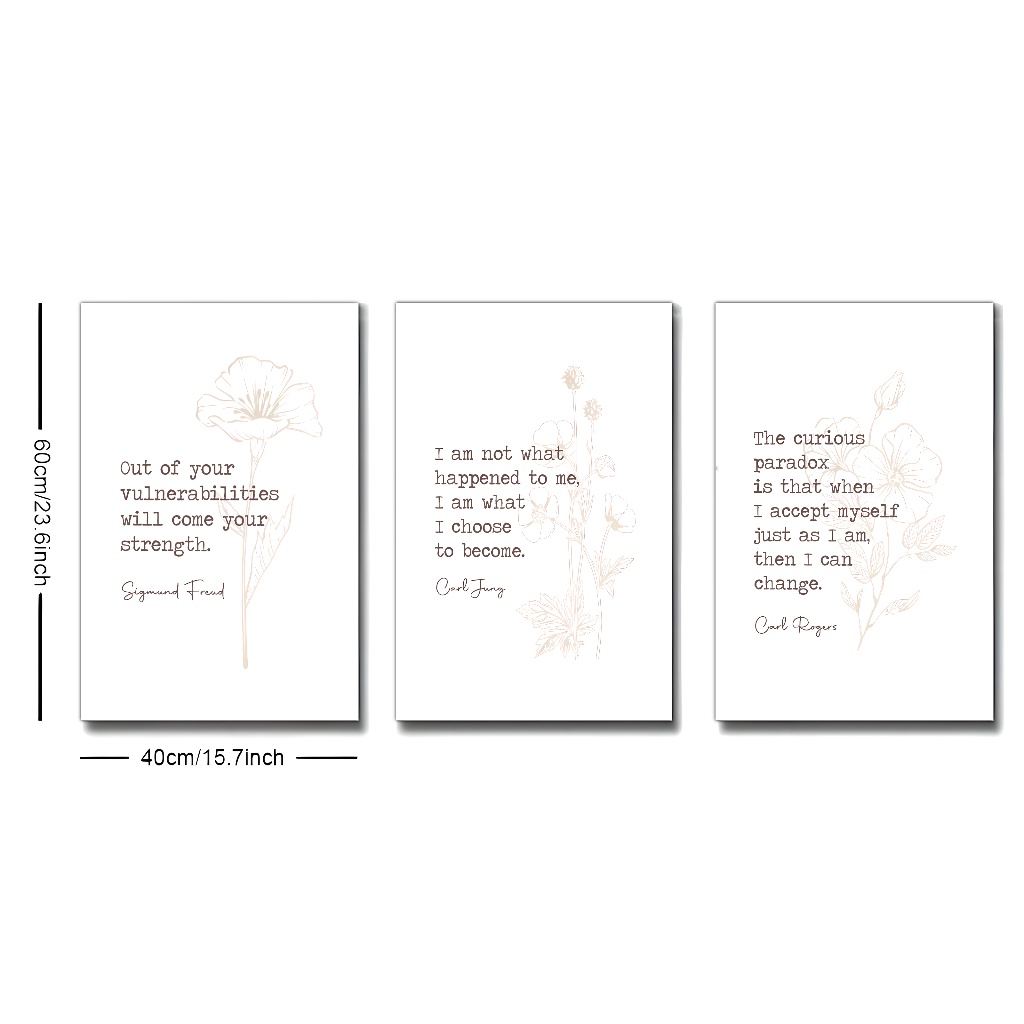 60cm/23.6inch
Out of your
vulnerabilities
will come your
strength.
Sigmund Freud
I am not what
happened to me,
I am what
I choose
to become.
Carl Jung
The curious
paradox
is that when
I accept myself
just as I am,
then I can
change.
Carl Rogers
40cm/15.7inch